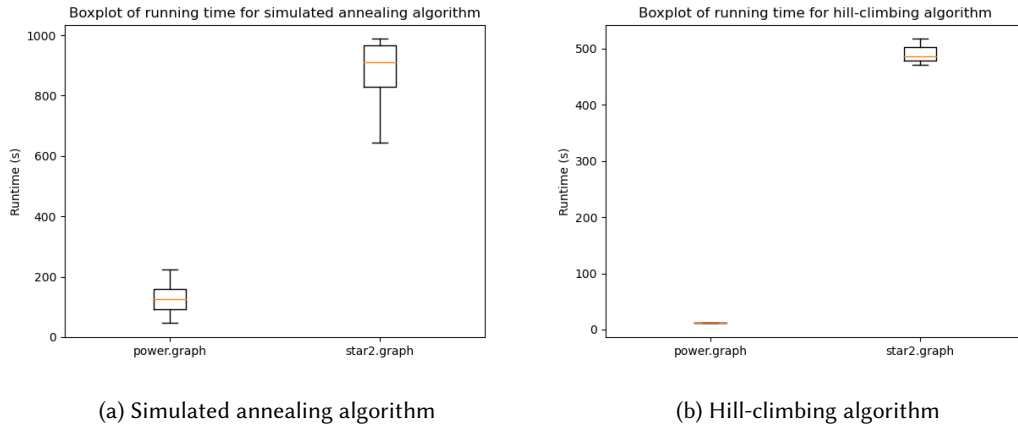 Boxplot of running time for simulated annealing algorithm
1000
800
600
400
200
0
Runtime (s)
power.graph
star2.graph
(a) Simulated annealing algorithm
Boxplot of running time for hill-climbing algorithm
500
400
300
200
100
0
Runtime (s)
power.graph
star2.graph
(b) Hill-climbing algorithm